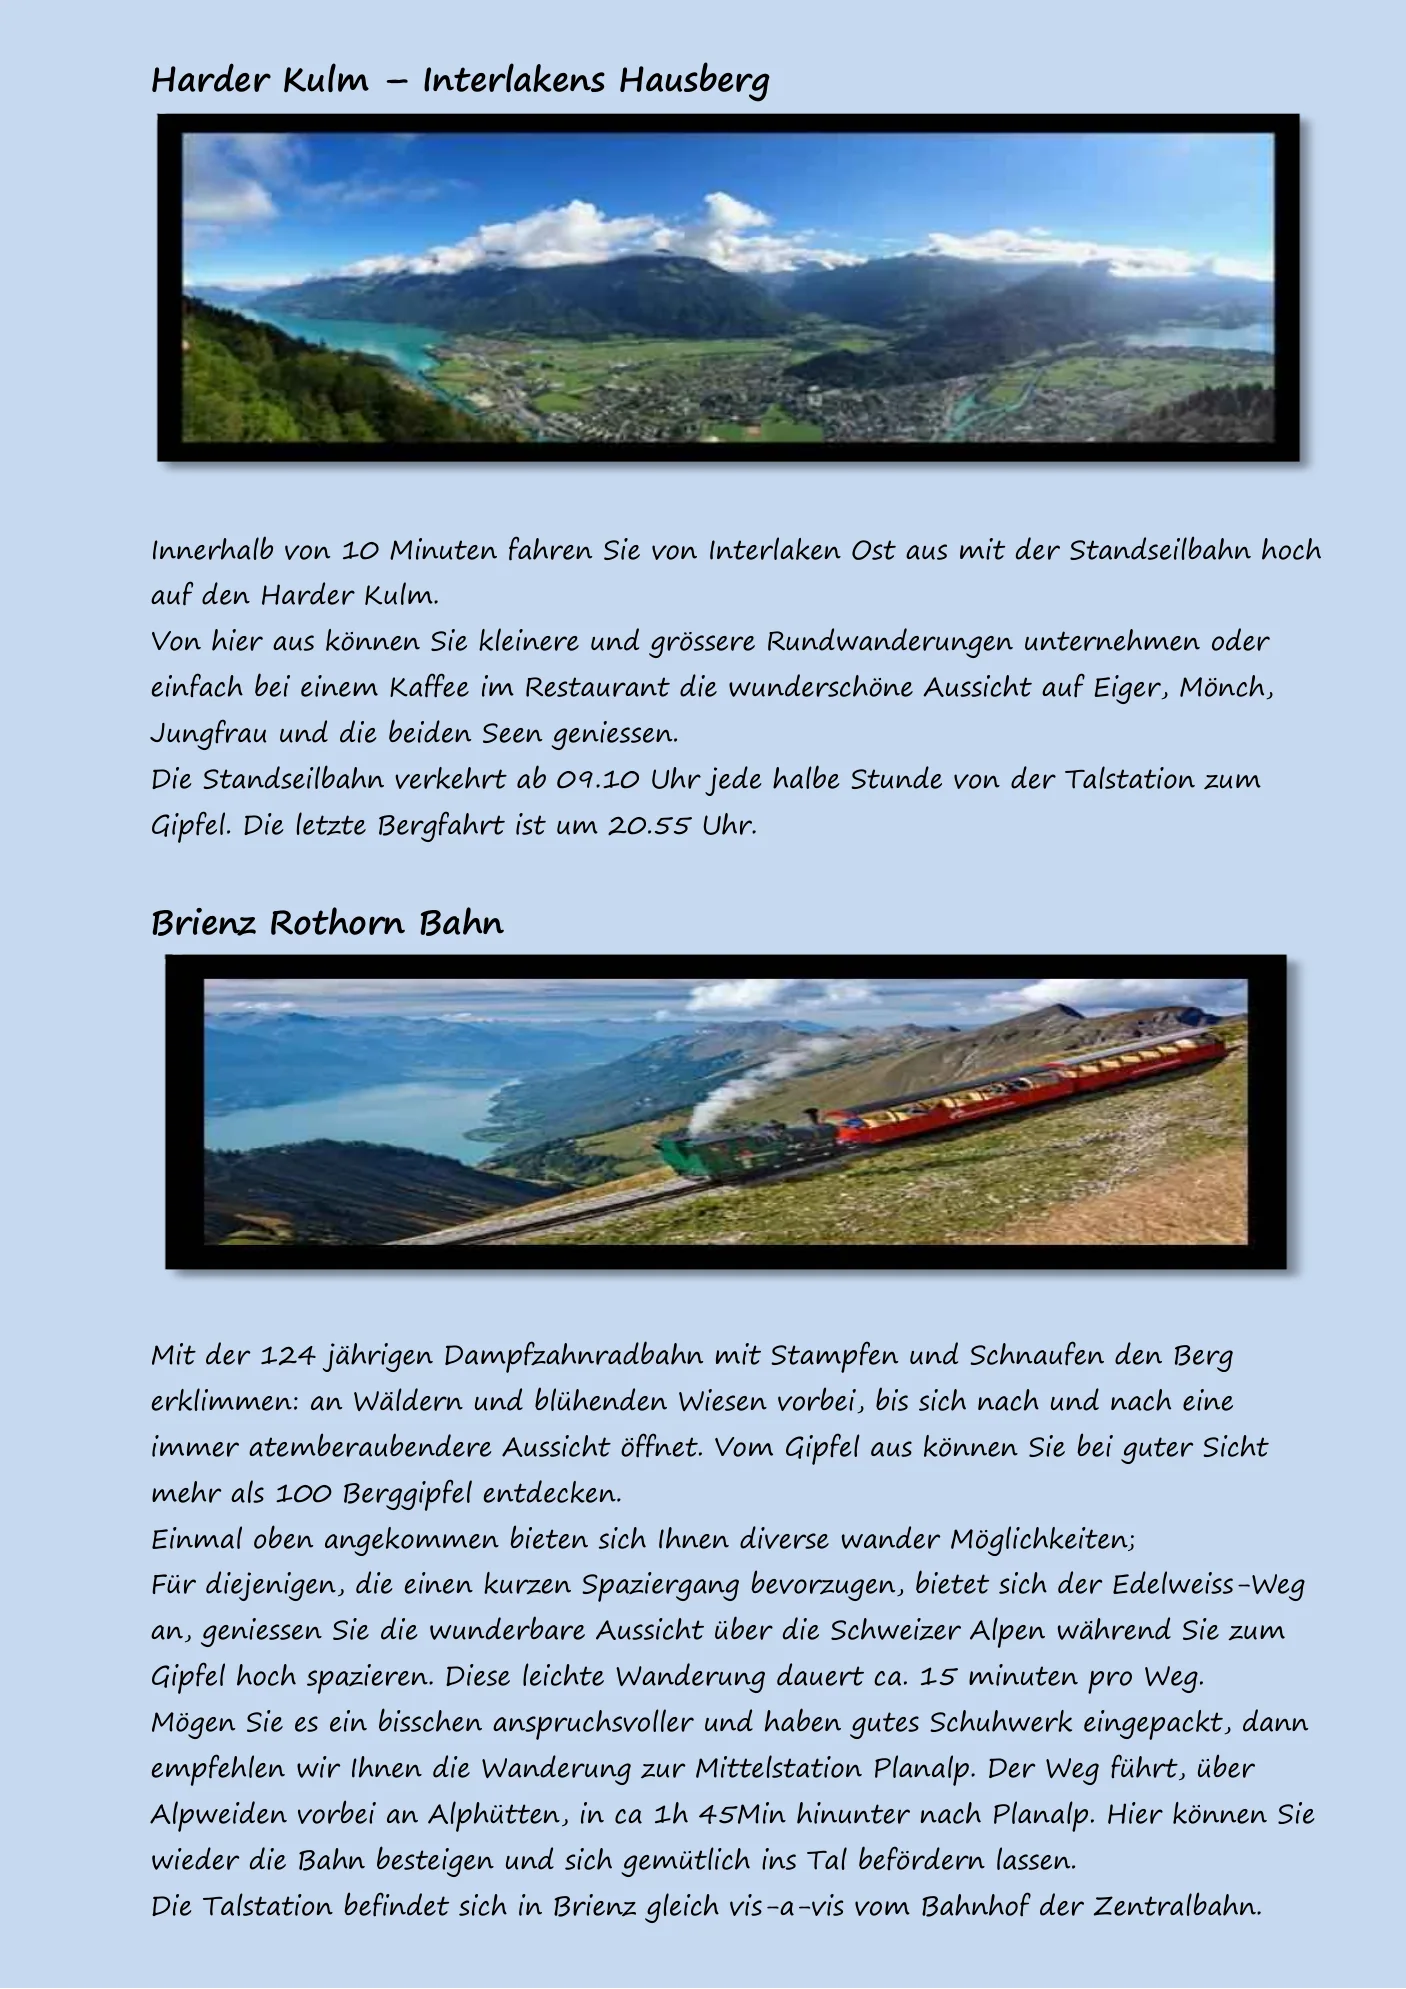 Harder Kulm – Interlakens Hausberg
Innerhalb von 10 Minuten fahren Sie von Interlaken Ost aus mit der Standseilbahn hoch
auf den Harder Kulm.
Von hier aus können Sie kleinere und grössere Rundwanderungen unternehmen oder
einfach bei einem Kaffee im Restaurant die wunderschöne Aussicht auf Eiger, Mönch,
Jungfrau und die beiden Seen geniessen.
Die Standseilbahn verkehrt ab 09.10 Uhr jede halbe Stunde von der Talstation zum
Gipfel. Die letzte Bergfahrt ist um 20.55 Uhr.
Brienz Rothorn Bahn
Mit der 124 jährigen Dampfzahnradbahn mit Stampfen und Schnaufen den Berg
erklimmen: an Wäldern und blühenden Wiesen vorbei, bis sich nach und nach eine
immer atemberaubendere Aussicht öffnet. Vom Gipfel aus können Sie bei guter Sicht
mehr als 100 Berggipfel entdecken.
Einmal oben angekommen bieten sich Ihnen diverse wander Möglichkeiten;
Für diejenigen, die einen kurzen Spaziergang bevorzugen, bietet sich der Edelweiss-Weg
an, geniessen Sie die wunderbare Aussicht über die Schweizer Alpen während Sie zum
Gipfel hoch spazieren. Diese leichte Wanderung dauert ca. 15 minuten pro Weg.
Mögen Sie es ein bisschen anspruchsvoller und haben gutes Schuhwerk eingepackt, dann
empfehlen wir Ihnen die Wanderung zur Mittelstation Planalp. Der Weg führt, über
Alpweiden vorbei an Alphütten, in ca 1h 45Min hinunter nach Planalp. Hier können Sie
wieder die Bahn besteigen und sich gemütlich ins Tal befördern lassen.
Die Talstation befindet sich in Brienz gleich vis-a-vis vom Bahnhof der Zentralbahn.